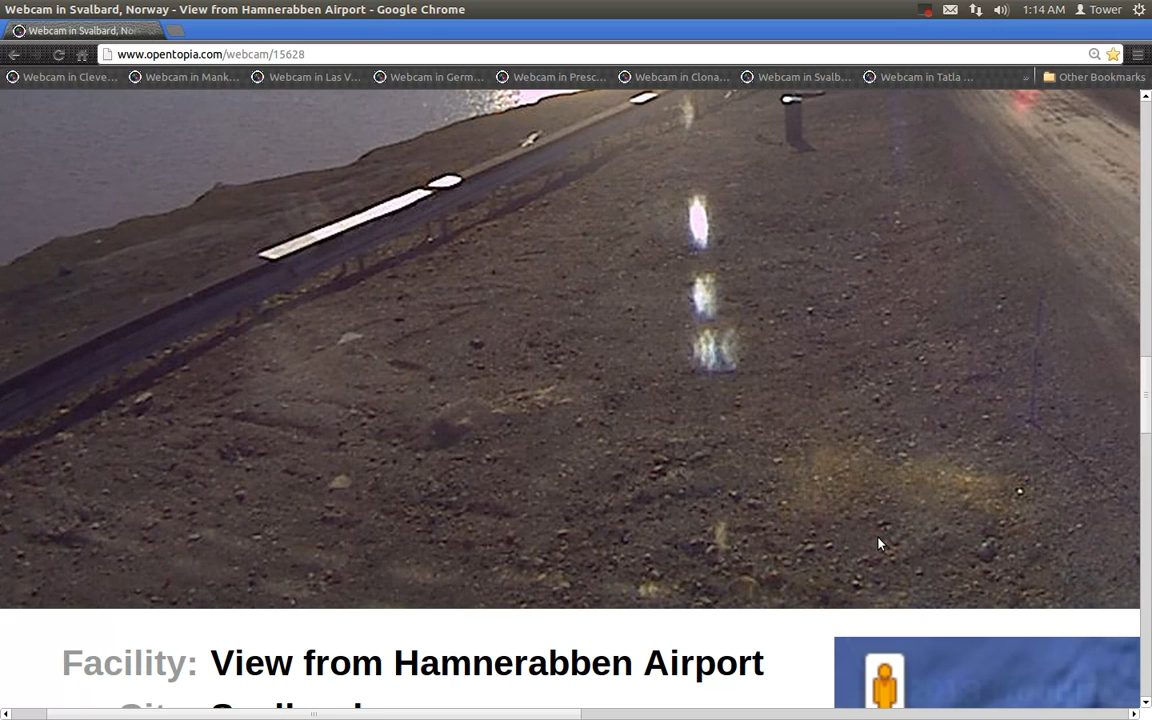 Webcam in Svalbard, Norway - View from Hamnerabben Airport - Google Chrome
1:14 AM Tower
Webcam in Svalbard, No
www.opentopia.com/webcam/15628
Webcam in Cleve... Webcam in Mank... Webcam in Las V... Webcam in Germ... Webcam in Presc... Webcam in Clona... Webcam in Svalb... Webcam in Tatla ... » Other Bookmarks
Facility: View from Hamnerabben Airport